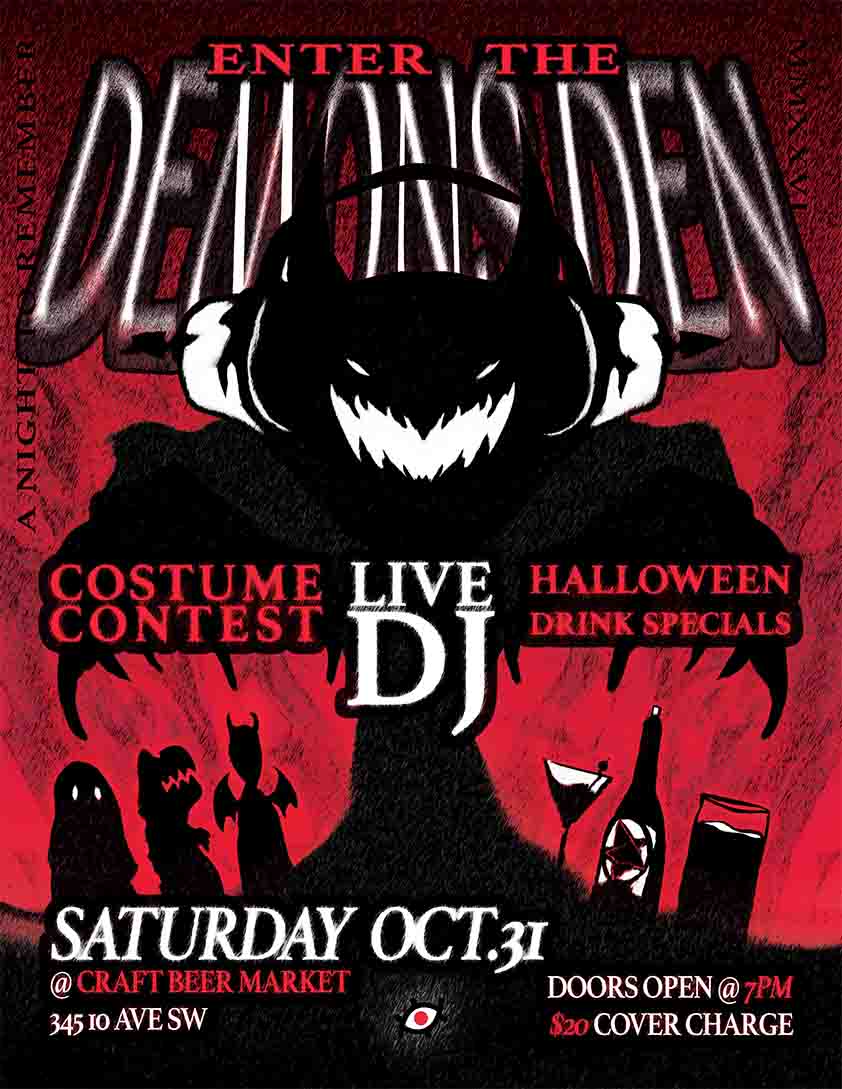 ENTER THE
DEMONS DEN
A NIGHT TO REMEMBER
MMXXVI
COSTUME
CONTEST
LIVE
DJ
HALLOWEEN
DRINK SPECIALS
SATURDAY OCT.31
@ CRAFT BEER MARKET
345 10 AVE SW
DOORS OPEN @ 7PM
$20 COVER CHARGE